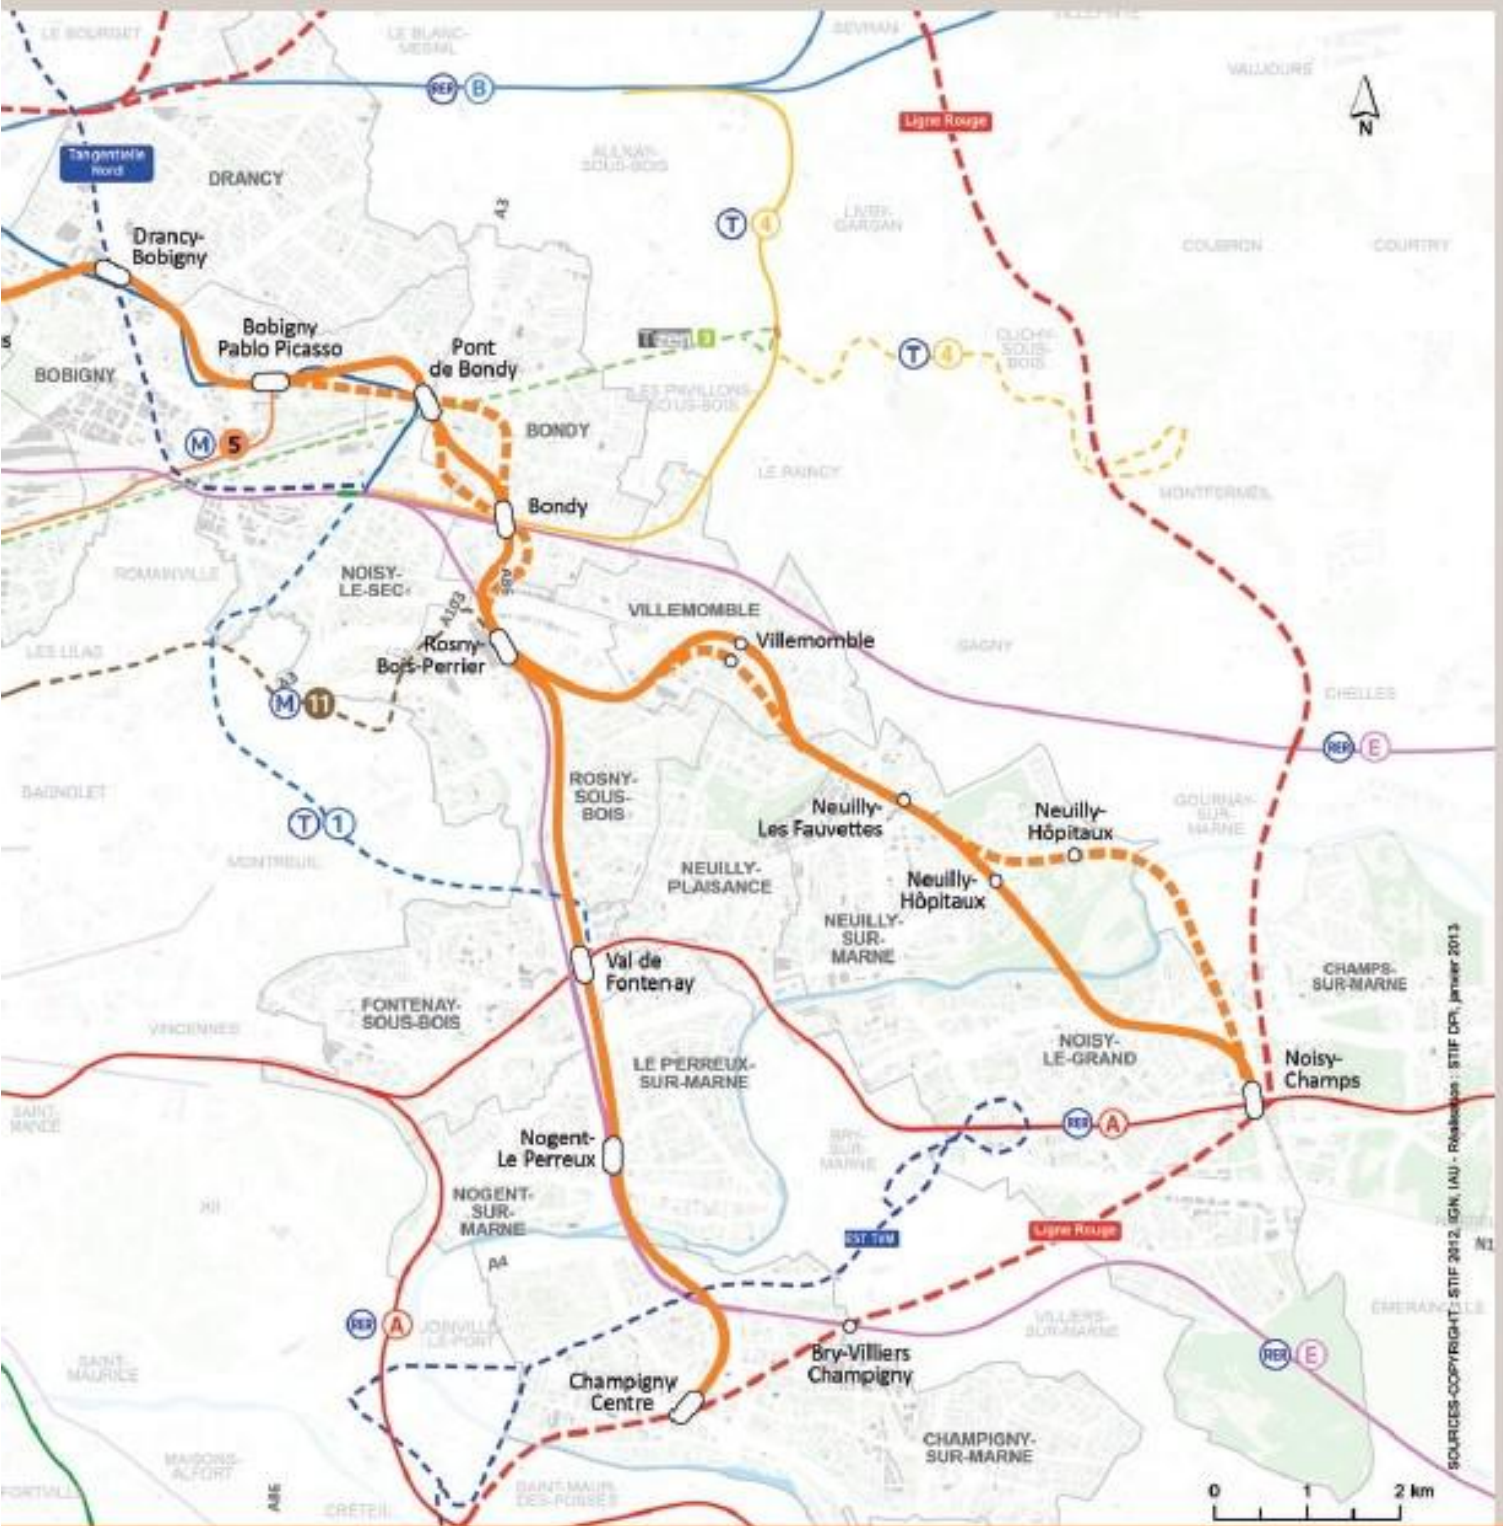 LE BOURGET
LE BLANC-
MESNIL
SEVRAN
VILLEPINTE
VAUJOURS
RER B
Ligne Rouge
N
Tangentielle
Nord
DRANCY
AULNAY-
SOUS-BOIS
A3
T 4
LIVRY-
GARGAN
COUBRON
COURTRY
Drancy-
Bobigny
Bobigny
Pablo Picasso
Pont
de Bondy
s
BOBIGNY
Tzen 3
T 4
CLICHY-
SOUS-
BOIS
LES PAVILLONS-
SOUS-BOIS
M 5
BONDY
LE RAINCY
MONTFERMEIL
Bondy
ROMAINVILLE
NOISY-
LE-SEC
A86
A103
VILLEMOMBLE
Villemomble
GAGNY
LES LILAS
Rosny-
Bois-Perrier
A3
M 11
CHELLES
RER E
BAGNOLET
ROSNY-
SOUS-
BOIS
Neuilly-
Les Fauvettes
Neuilly-
Hôpitaux
GOURNAY-
SUR-
MARNE
T 1
MONTREUIL
NEUILLY-
PLAISANCE
Neuilly-
Hôpitaux
NEUILLY-
SUR-
MARNE
Val de
Fontenay
CHAMPS-
SUR-MARNE
FONTENAY-
SOUS-BOIS
VINCENNES
NOISY-
LE-GRAND
LE PERREUX-
SUR-MARNE
Noisy-
Champs
SAINT-
MANDE
RER A
Nogent-
Le Perreux
BRY-
SUR-
MARNE
NOGENT-
SUR-
MARNE
XII
EST TVM
Ligne Rouge
N1
A4
RER A
JOINVILLE-
LE-PONT
VILLIERS-
SUR-MARNE
EMERAINVILLE
SAINT-
MAURICE
Bry-Villiers
Champigny
RER E
Champigny
Centre
CHAMPIGNY-
SUR-MARNE
MAISONS-
ALFORT
A86
CRÉTEIL
SAINT-MAUR-
DES-FOSSES
0 1 2 km
SOURCES-COPYRIGHT : STIF 2012, IGN, IAU - Réalisation : STIF DPI, janvier 2013